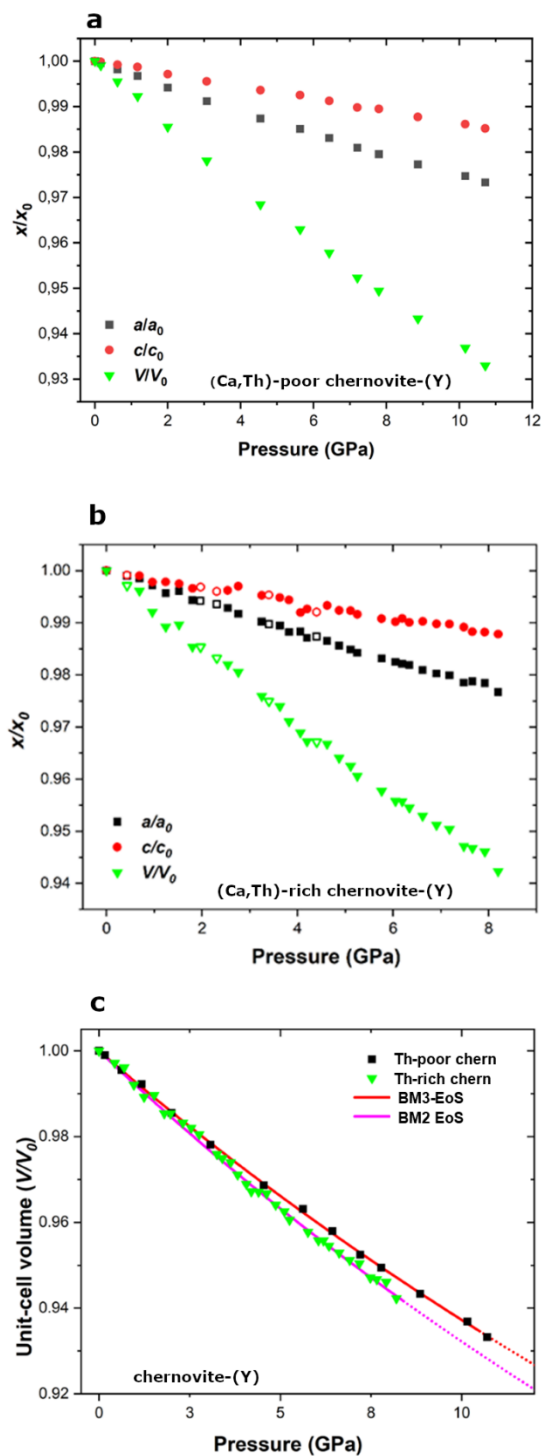 a
1.00
0,99
0,98
0,97
0,96
0,95
0,94
0,93
x/x0
a/a0
c/c0
V/V0
(Ca,Th)-poor chernovite-(Y)
0 2 4 6 8 10 12
Pressure (GPa)
b
1.00
0.99
0.98
0.97
0.96
0.95
0.94
x/x0
a/a0
c/c0
V/V0
(Ca,Th)-rich chernovite-(Y)
0 2 4 6 8
Pressure (GPa)
c
1.00
0.98
0.96
0.94
0.92
Unit-cell volume (V/V0)
Th-poor chern
Th-rich chern
BM3-EoS
BM2 EoS
chernovite-(Y)
0 3 5 8 10
Pressure (GPa)